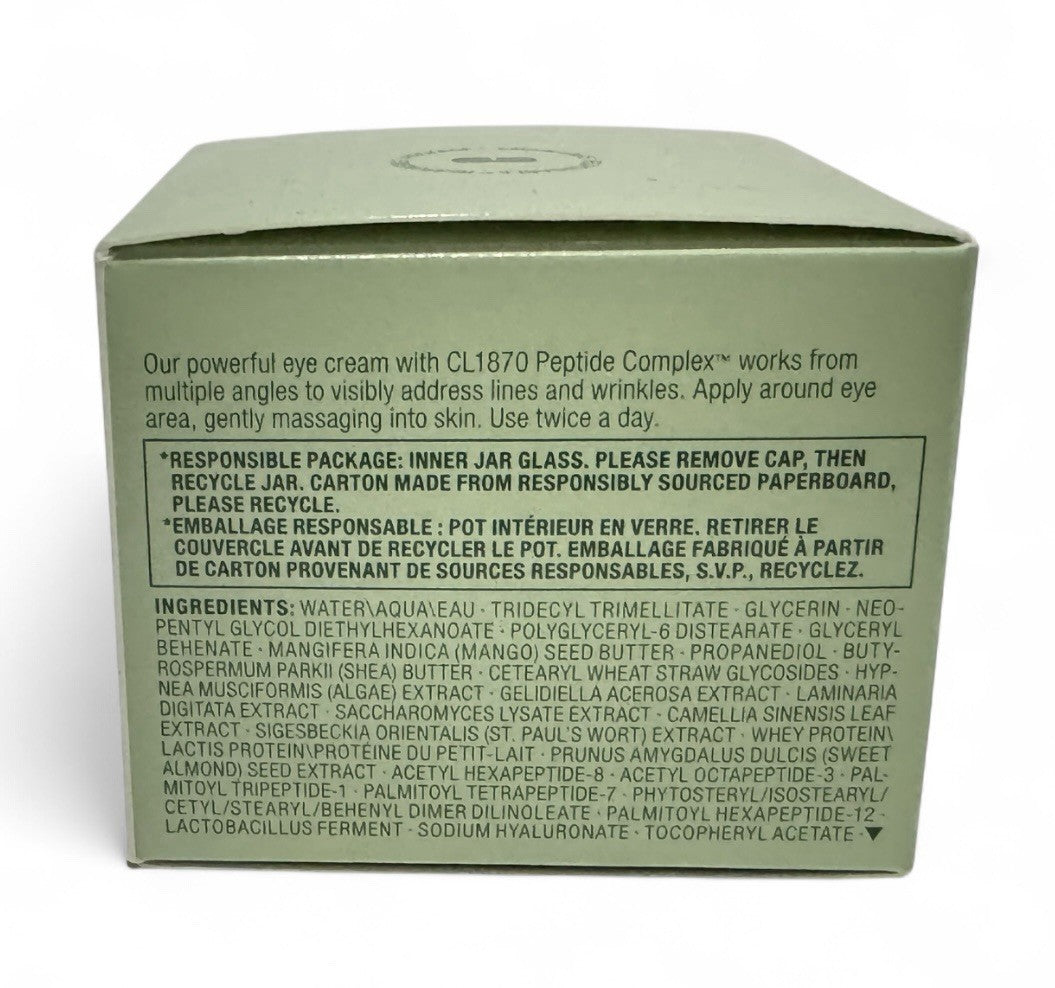 Our powerful eye cream with CL1870 Peptide Complex™ works from
multiple angles to visibly address lines and wrinkles. Apply around eye
area, gently massaging into skin. Use twice a day.
*RESPONSIBLE PACKAGE: INNER JAR GLASS. PLEASE REMOVE CAP, THEN
RECYCLE JAR. CARTON MADE FROM RESPONSIBLY SOURCED PAPERBOARD,
PLEASE RECYCLE.
*EMBALLAGE RESPONSABLE : POT INTÉRIEUR EN VERRE. RETIRER LE
COUVERCLE AVANT DE RECYCLER LE POT. EMBALLAGE FABRIQUÉ À PARTIR
DE CARTON PROVENANT DE SOURCES RESPONSABLES, S.V.P., RECYCLEZ.
INGREDIENTS: WATER\AQUA\EAU · TRIDECYL TRIMELLITATE · GLYCERIN · NEO-
PENTYL GLYCOL DIETHYLHEXANOATE · POLYGLYCERYL-6 DISTEARATE · GLYCERYL
BEHENATE · MANGIFERA INDICA (MANGO) SEED BUTTER · PROPANEDIOL · BUTY-
ROSPERMUM PARKII (SHEA) BUTTER · CETEARYL WHEAT STRAW GLYCOSIDES · HYP-
NEA MUSCIFORMIS (ALGAE) EXTRACT · GELIDIELLA ACEROSA EXTRACT · LAMINARIA
DIGITATA EXTRACT · SACCHAROMYCES LYSATE EXTRACT · CAMELLIA SINENSIS LEAF
EXTRACT · SIGESBECKIA ORIENTALIS (ST. PAUL'S WORT) EXTRACT · WHEY PROTEIN\
LACTIS PROTEIN\PROTÉINE DU PETIT-LAIT · PRUNUS AMYGDALUS DULCIS (SWEET
ALMOND) SEED EXTRACT · ACETYL HEXAPEPTIDE-8 · ACETYL OCTAPEPTIDE-3 · PAL-
MITOYL TRIPEPTIDE-1 · PALMITOYL TETRAPEPTIDE-7 · PHYTOSTERYL/ISOSTEARYL/
CETYL/STEARYL/BEHENYL DIMER DILINOLEATE · PALMITOYL HEXAPEPTIDE-12 ·
LACTOBACILLUS FERMENT · SODIUM HYALURONATE · TOCOPHERYL ACETATE · ▼